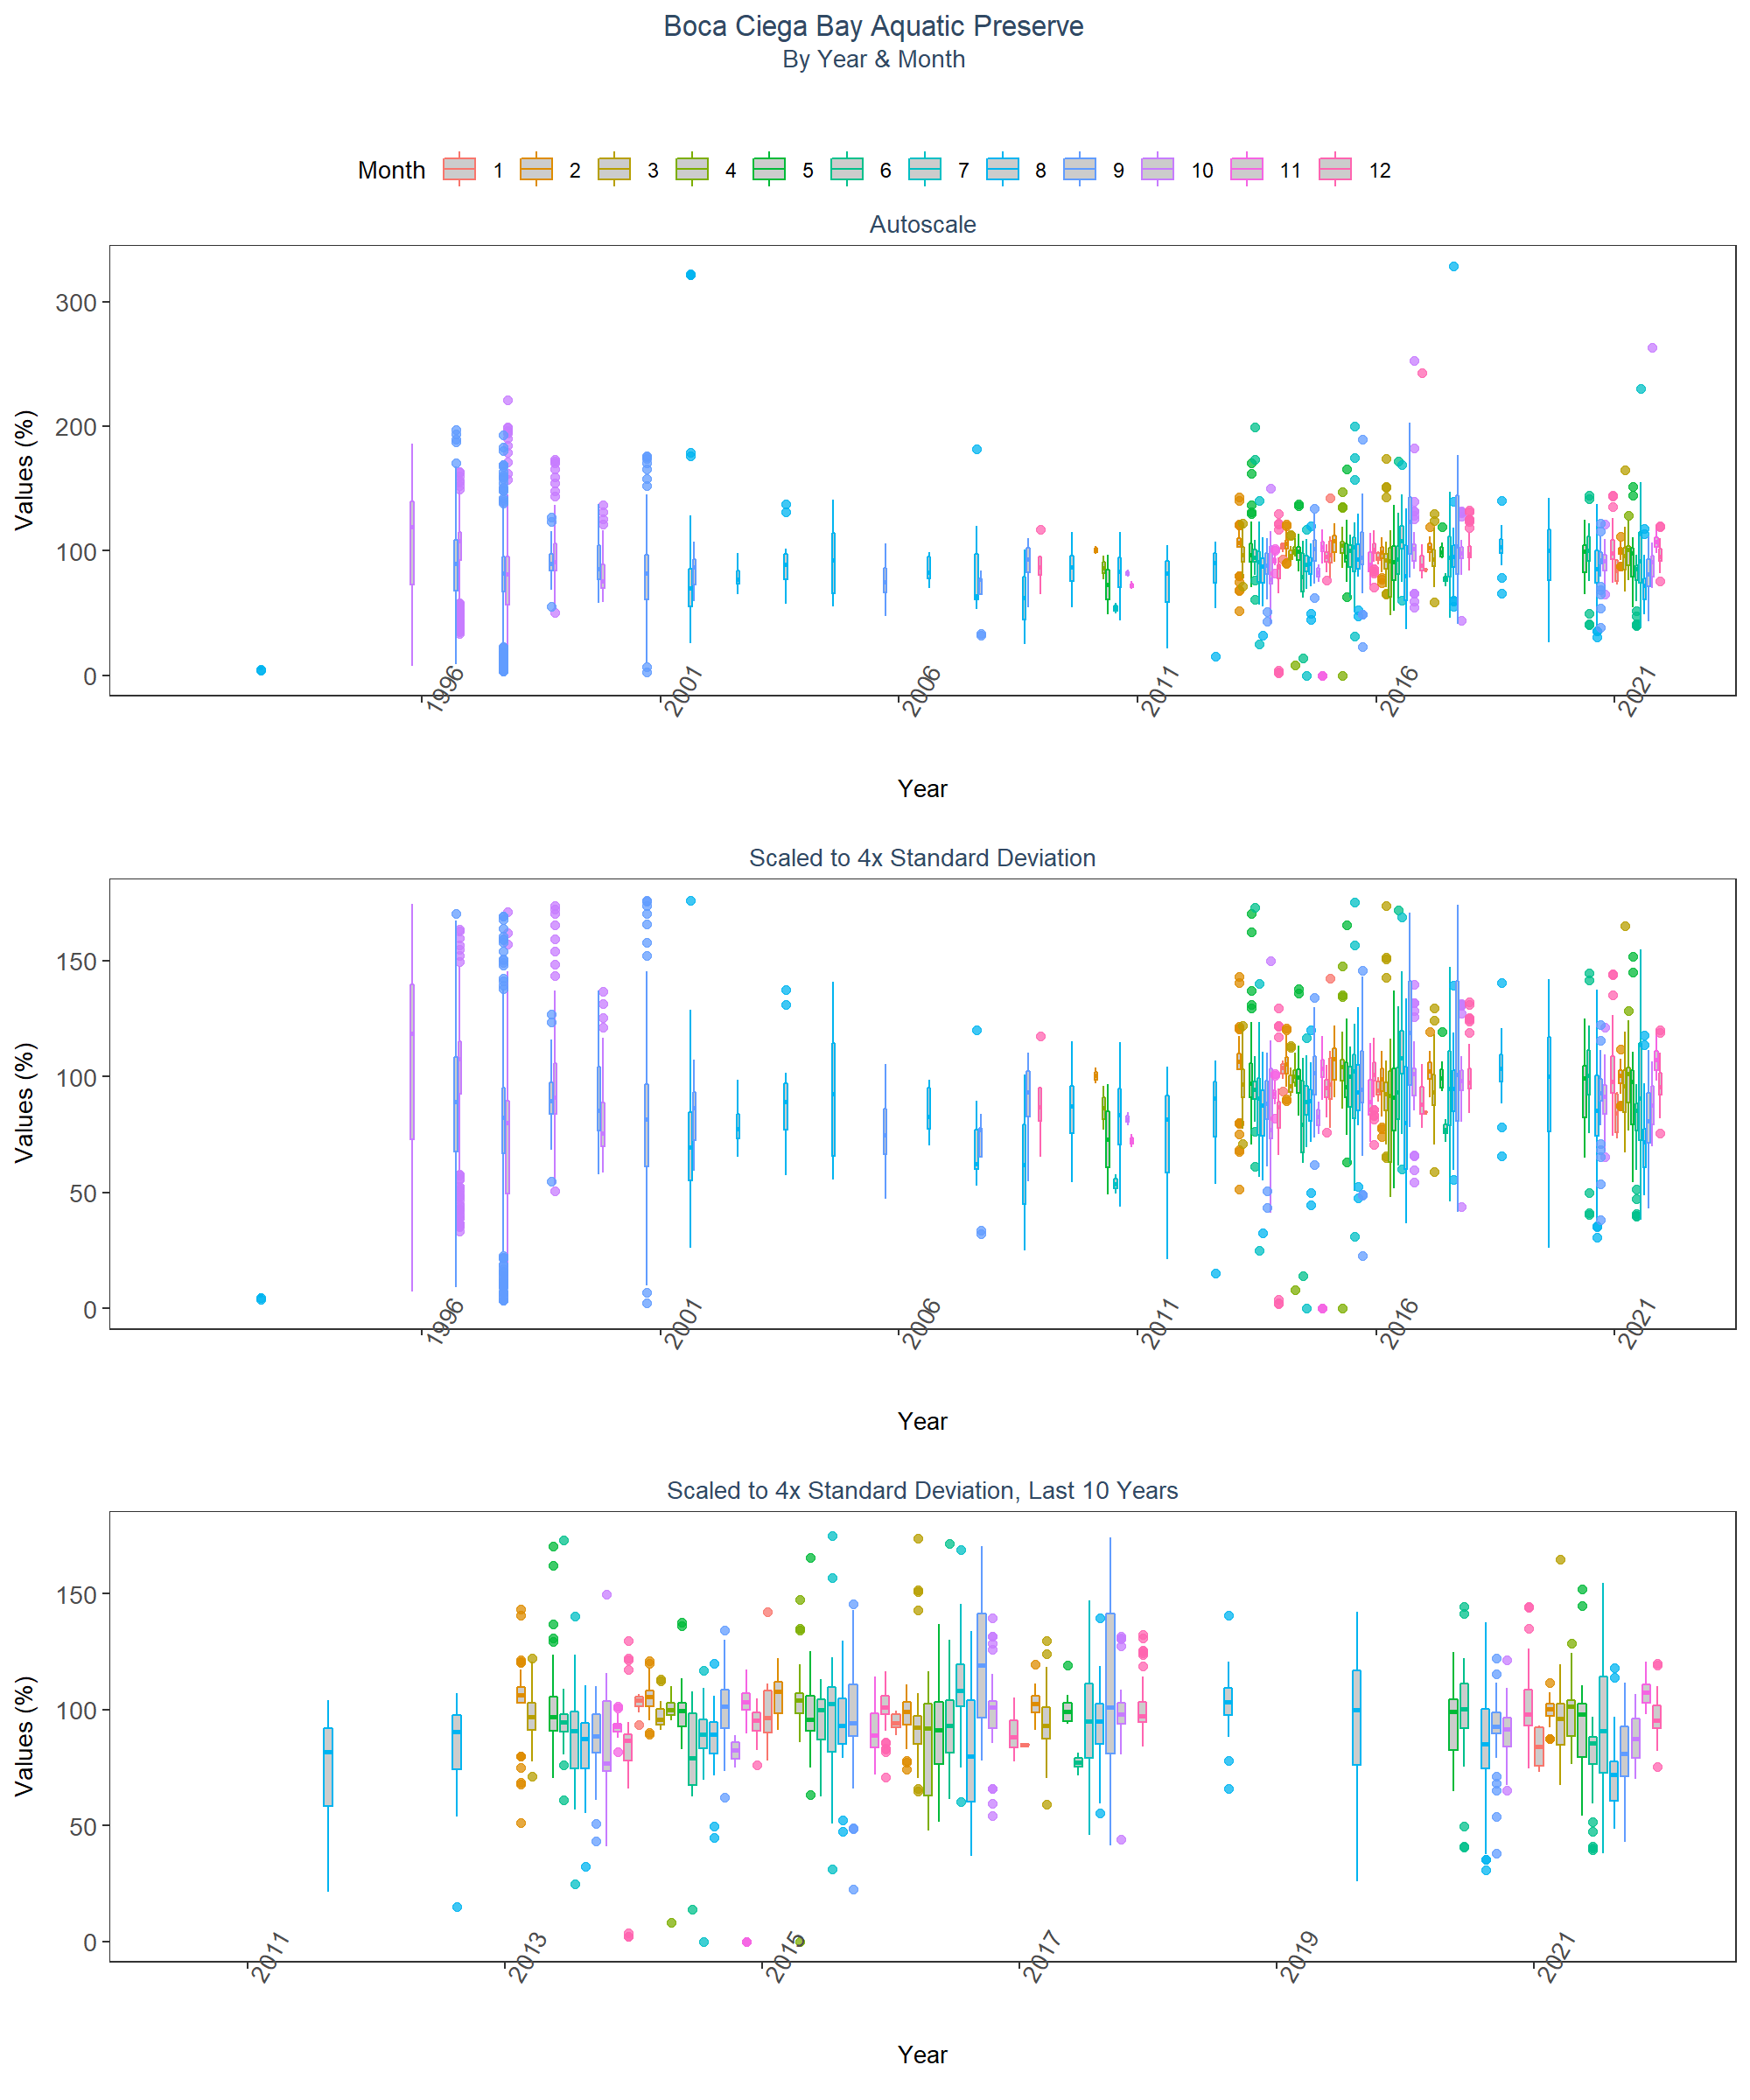 Boca Ciega Bay Aquatic Preserve
By Year & Month
Month 1 2 3 4 5 6 7 8 9 10 11 12
Autoscale
Values (%)
300
200
100
0
1996 2001 2006 2011 2016 2021
Year
Scaled to 4x Standard Deviation
Values (%)
150
100
50
0
1996 2001 2006 2011 2016 2021
Year
Scaled to 4x Standard Deviation, Last 10 Years
Values (%)
150
100
50
0
2011 2013 2015 2017 2019 2021
Year